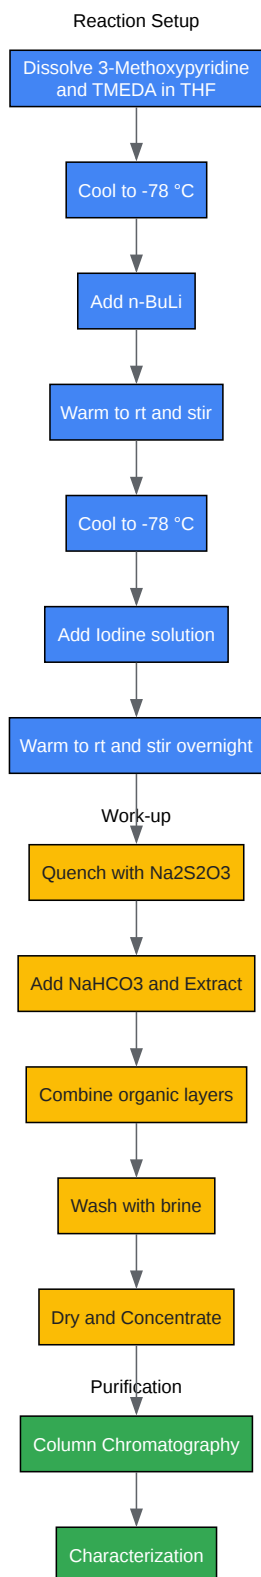 Reaction Setup
Dissolve 3-Methoxypyridine
and TMEDA in THF
Cool to -78 °C
Add n-BuLi
Warm to rt and stir
Cool to -78 °C
Add Iodine solution
Warm to rt and stir overnight
Work-up
Quench with Na2S2O3
Add NaHCO3 and Extract
Combine organic layers
Wash with brine
Dry and Concentrate
Purification
Column Chromatography
Characterization